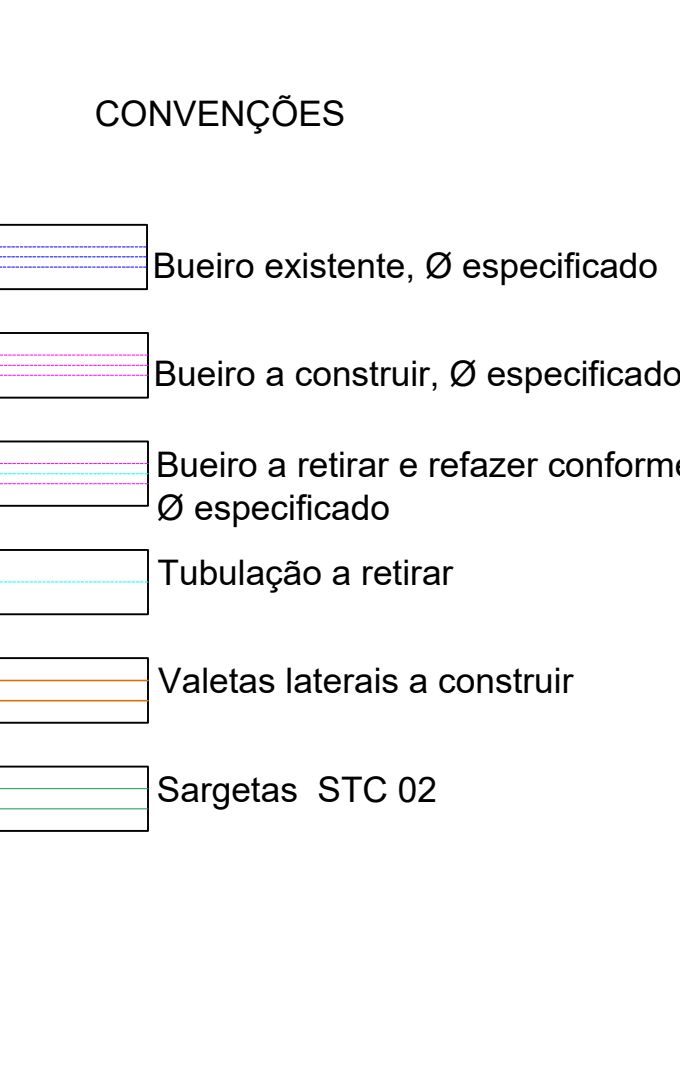 CONVENÇÕES
Bueiro existente, Ø especificado
Bueiro a construir, Ø especificado
Bueiro a retirar e refazer conforme
Ø especificado
Tubulação a retirar
Valetas laterais a construir
Sargetas  STC 02